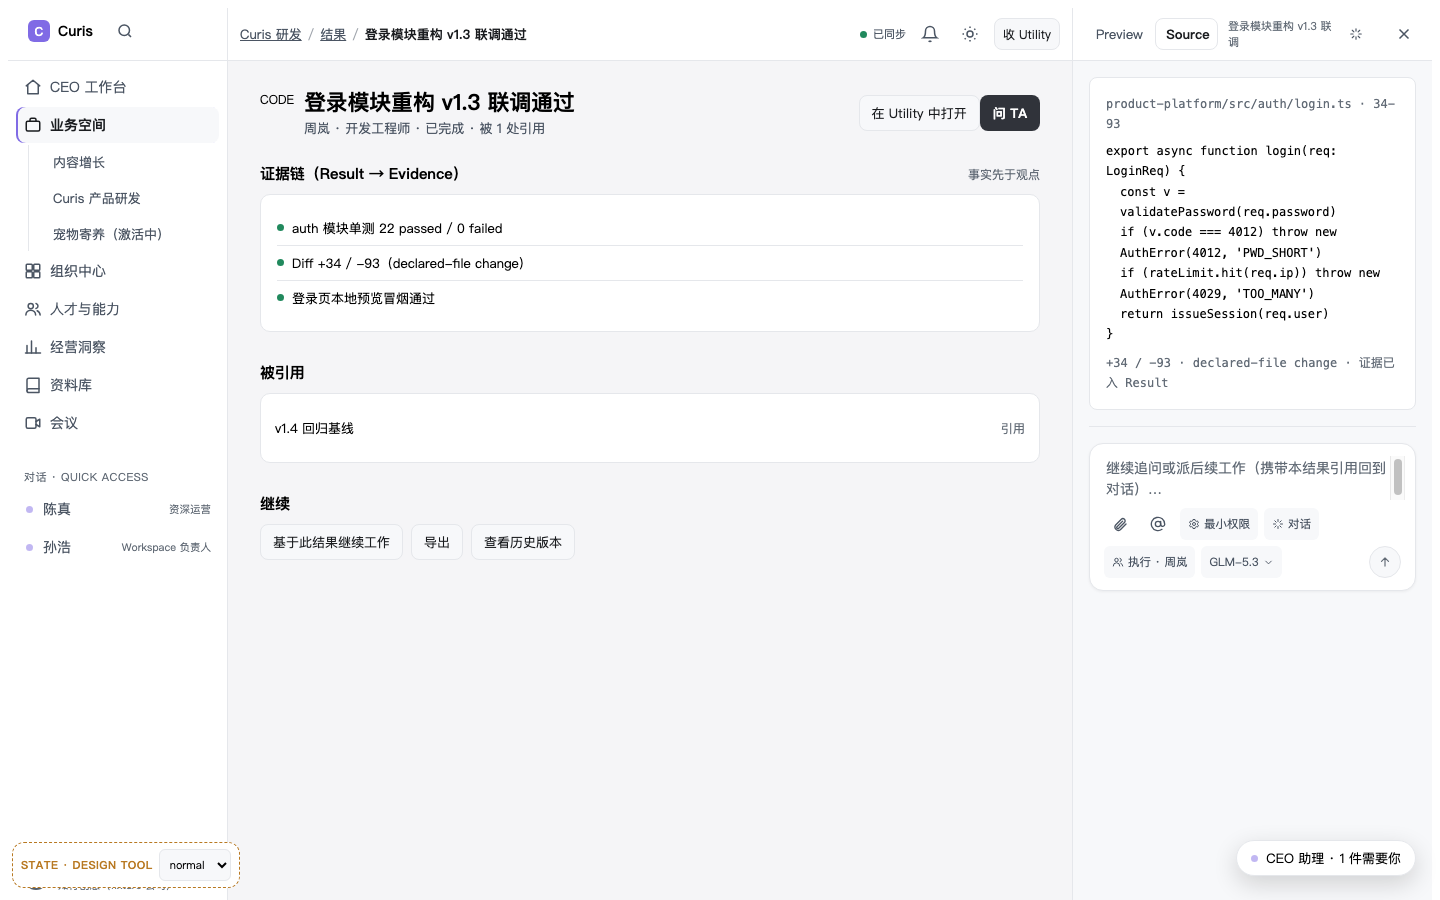 C Curis
CEO 工作台
业务空间
内容增长
Curis 产品研发
宠物寄养（激活中）
组织中心
人才与能力
经营洞察
资料库
会议
对话 · QUICK ACCESS
陈真 资深运营
孙浩 Workspace 负责人
STATE · DESIGN TOOL normal
Curis 研发 / 结果 / 登录模块重构 v1.3 联调通过
已同步 收 Utility
CODE 登录模块重构 v1.3 联调通过
周岚 · 开发工程师 · 已完成 · 被 1 处引用
在 Utility 中打开 问 TA
证据链（Result → Evidence） 事实先于观点
auth 模块单测 22 passed / 0 failed
Diff +34 / −93（declared-file change）
登录页本地预览冒烟通过
被引用
v1.4 回归基线 引用
继续
基于此结果继续工作 导出 查看历史版本
Preview Source 登录模块重构 v1.3 联
调
product-platform/src/auth/login.ts · 34–
93
export async function login(req:
LoginReq) {
const v =
validatePassword(req.password)
if (v.code === 4012) throw new
AuthError(4012, 'PWD_SHORT')
if (rateLimit.hit(req.ip)) throw new
AuthError(4029, 'TOO_MANY')
return issueSession(req.user)
}
+34 / −93 · declared-file change · 证据已
入 Result
继续追问或派后续工作（携带本结果引用回到
对话）…
最小权限 对话
执行 · 周岚 GLM-5.3
CEO 助理 · 1 件需要你